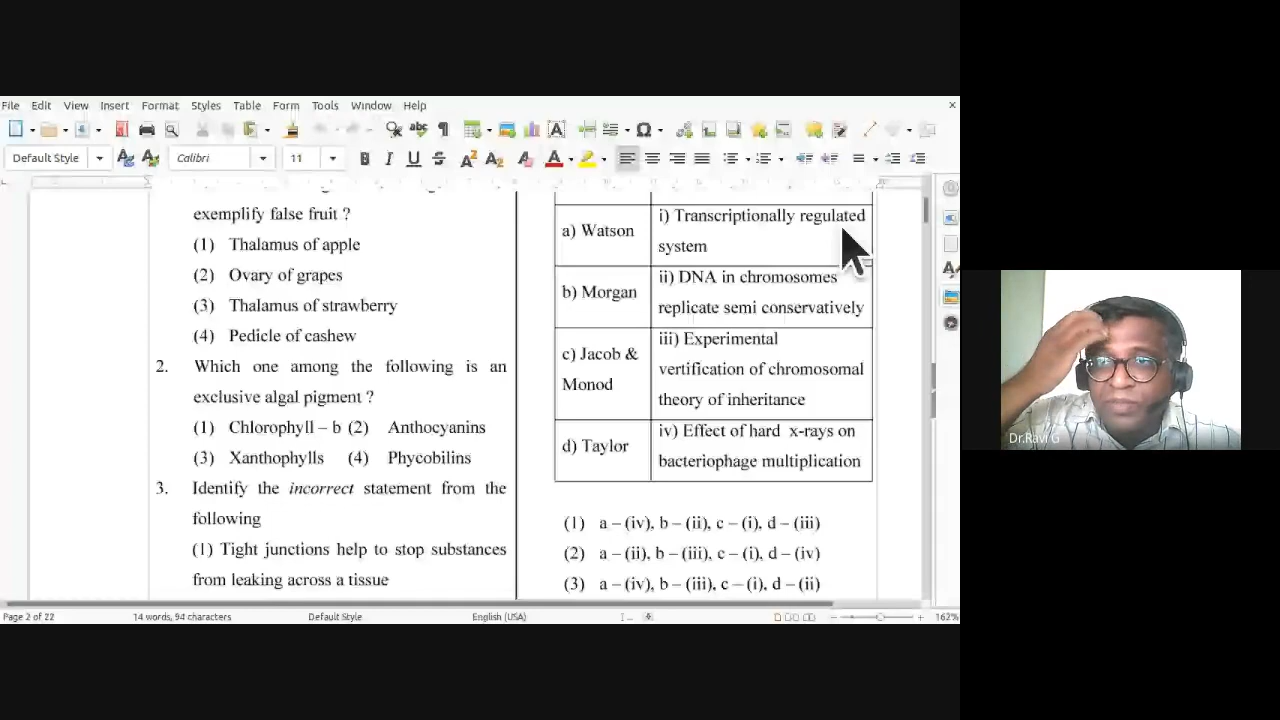 File Edit View Insert Format Styles Table Form Tools Window Help
Default Style Calibri 11
exemplify false fruit ?
(1) Thalamus of apple
(2) Ovary of grapes
(3) Thalamus of strawberry
(4) Pedicle of cashew
2. Which one among the following is an
exclusive algal pigment ?
(1) Chlorophyll – b (2) Anthocyanins
(3) Xanthophylls (4) Phycobilins
3. Identify the incorrect statement from the
following
(1) Tight junctions help to stop substances
from leaking across a tissue
a) Watson
i) Transcriptionally regulated
system
b) Morgan
ii) DNA in chromosomes
replicate semi conservatively
c) Jacob &
Monod
iii) Experimental
vertification of chromosomal
theory of inheritance
d) Taylor
iv) Effect of hard x-rays on
bacteriophage multiplication
(1) a – (iv), b – (ii), c – (i), d – (iii)
(2) a – (ii), b – (iii), c – (i), d – (iv)
(3) a – (iv), b – (iii), c – (i), d – (ii)
Page 2 of 22 14 words, 94 characters Default Style English (USA) 162%
Dr.Ravi G